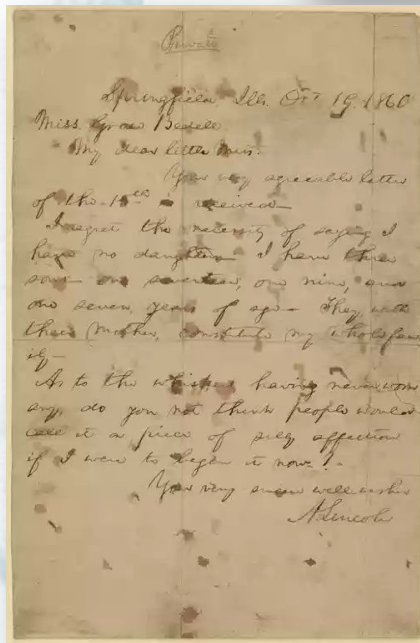 Private
Springfield, Ills. Oct 19. 1860
Miss Grace Bedell
My dear little Miss.
Your very agreeable letter
of the 15th is received—
I regret the necessity of saying I
have no daughters— I have three
sons— one seventeen, one nine, and
one seven, years of age— They, with
their mother, constitute my whole fam
ily—
As to the whiskers having never worn
any, do you not think people would
call it a piece of silly affection
if I were to begin it now?
Your very sincere well-wisher
A. Lincoln